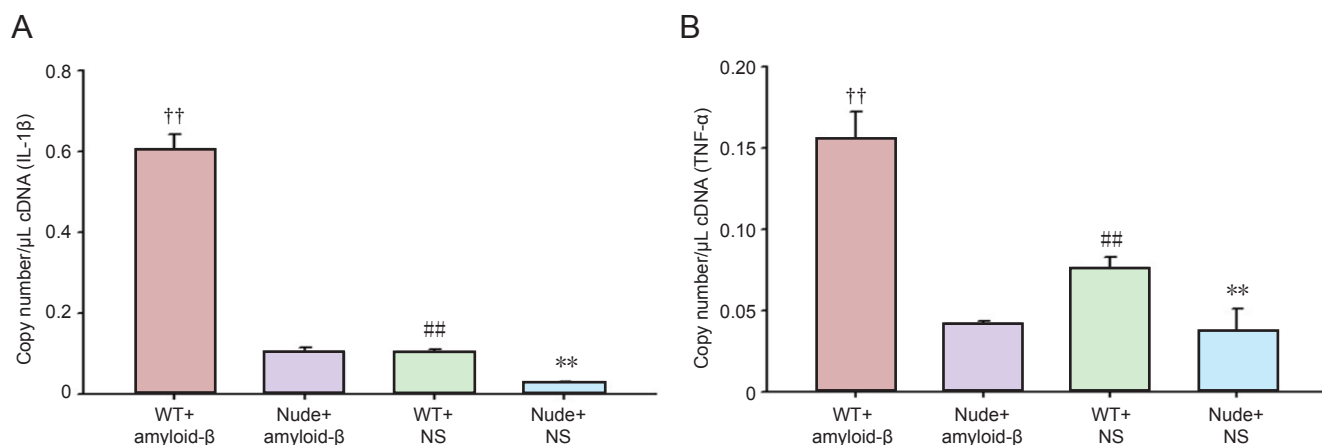 A
Copy number/µL cDNA (IL-1β)
0.8
0.6
0.4
0.2
0
††
##
**
WT+
amyloid-β
Nude+
amyloid-β
WT+
NS
Nude+
NS
B
Copy number/µL cDNA (TNF-α)
0.20
0.15
0.10
0.05
0
††
##
**
WT+
amyloid-β
Nude+
amyloid-β
WT+
NS
Nude+
NS